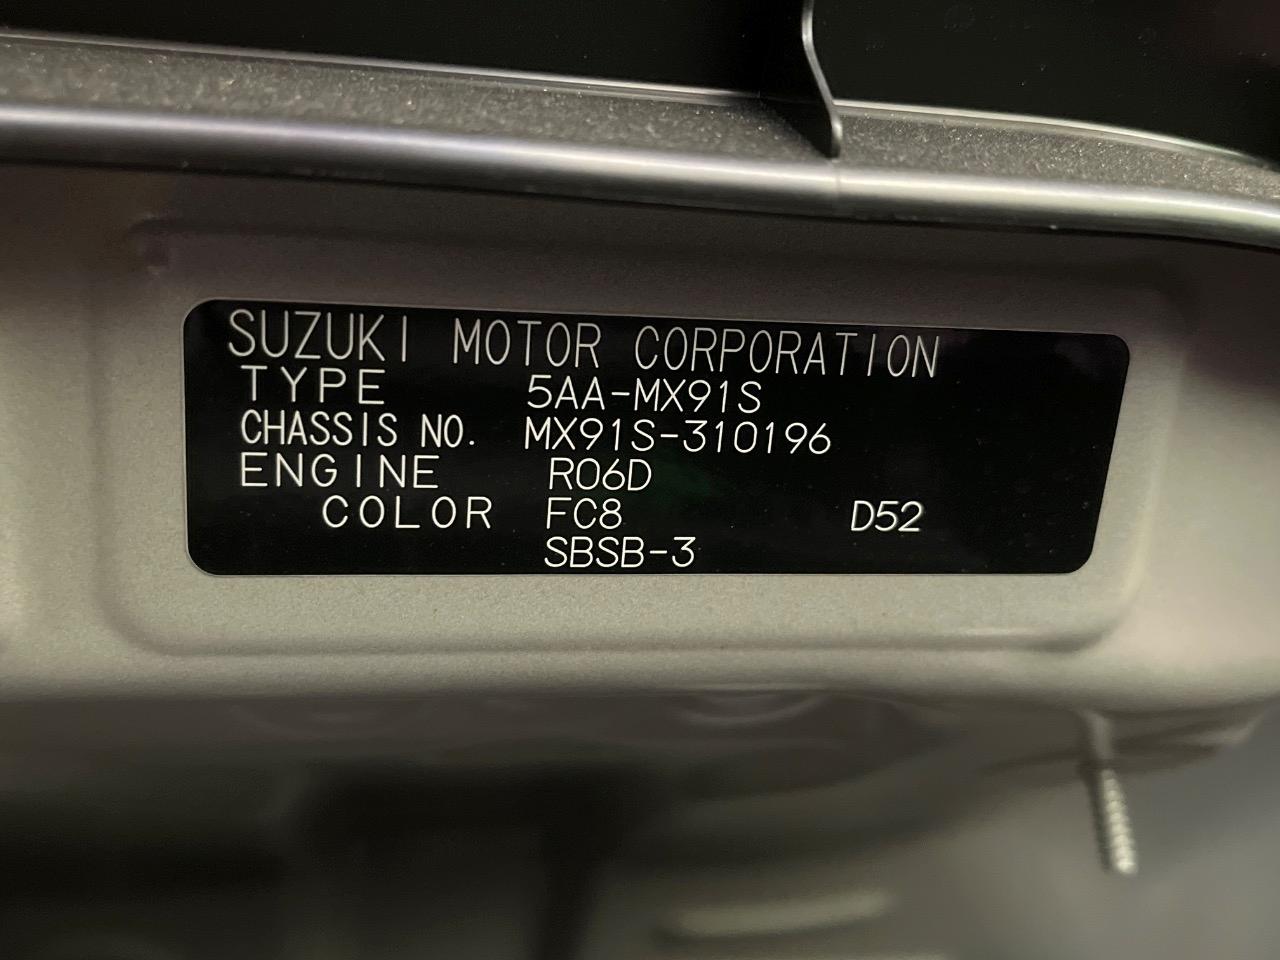 SUZUKI MOTOR CORPORATION
TYPE 5AA-MX91S
CHASSIS NO. MX91S-310196
ENGINE R06D
COLOR FC8 D52
SBSB-3